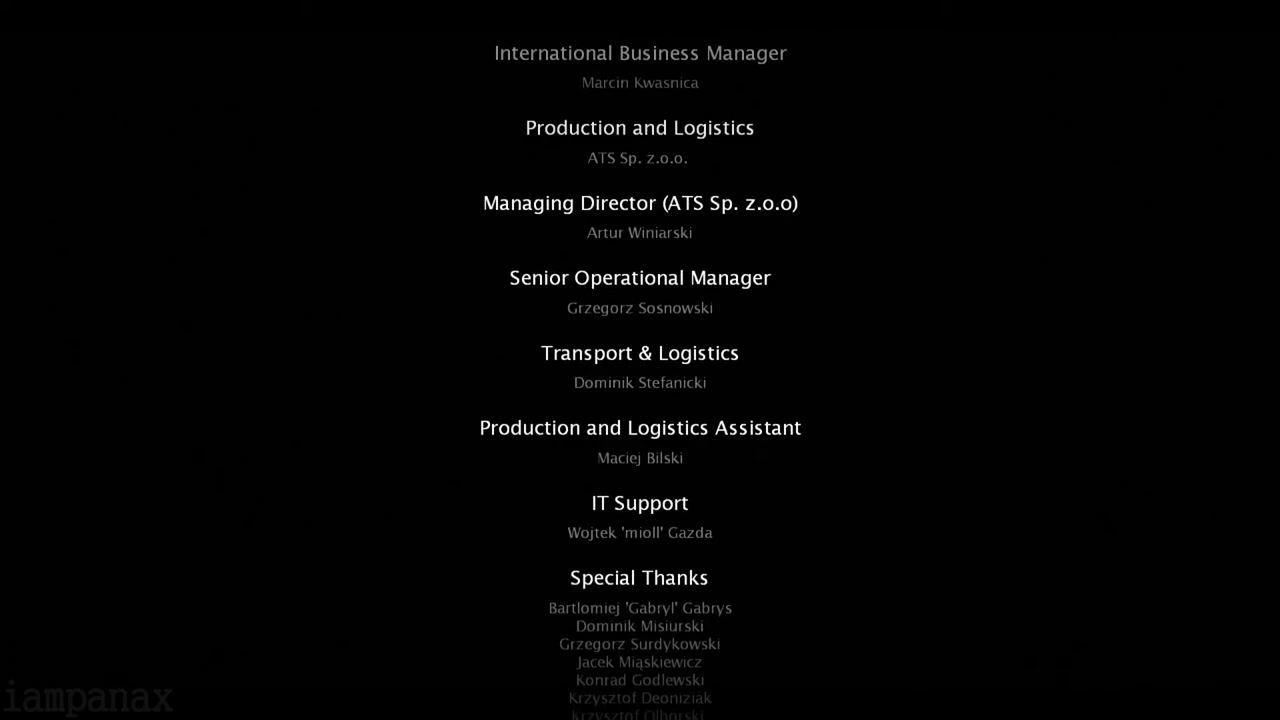 International Business Manager
Marcin Kwasnica
Production and Logistics
ATS Sp. z.o.o.
Managing Director (ATS Sp. z.o.o)
Artur Winiarski
Senior Operational Manager
Grzegorz Sosnowski
Transport & Logistics
Dominik Stefanicki
Production and Logistics Assistant
Maciej Bilski
IT Support
Wojtek 'mioll' Gazda
Special Thanks
Bartlomiej 'Gabryl' Gabrys
Dominik Misiurski
Grzegorz Surdykowski
Jacek Miąskiewicz
Konrad Godlewski
Krzysztof Deoniziak
Krzysztof Olborski
iampanax